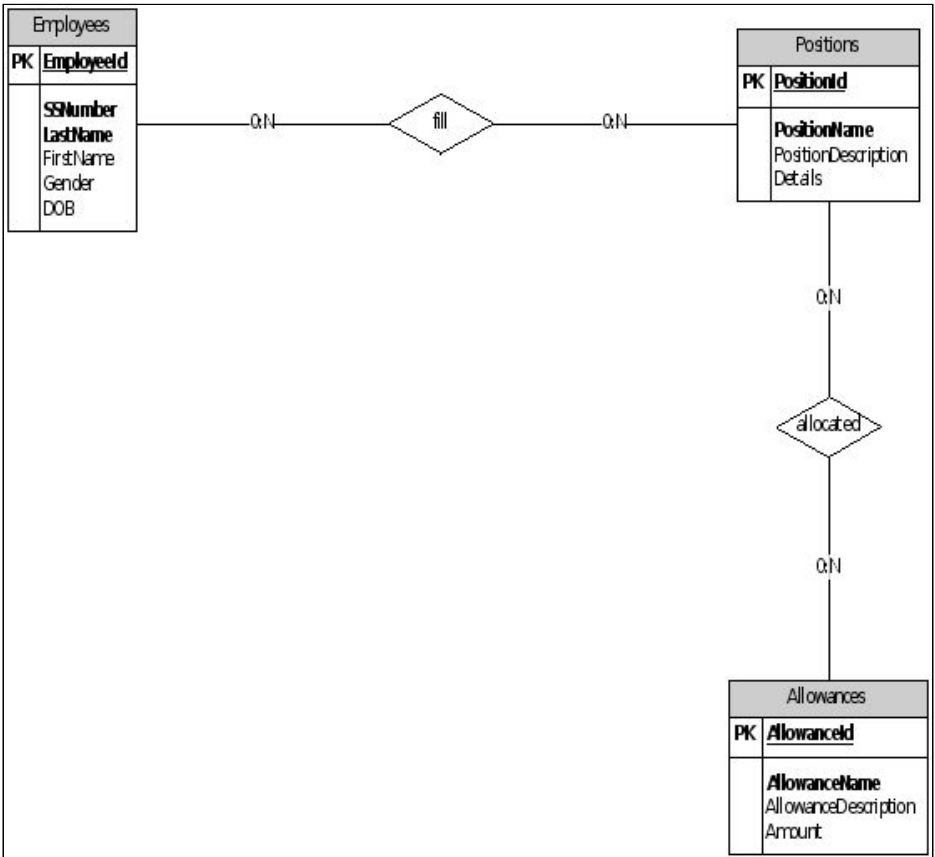 Employees
PK EmployeeId
SSNumber
LastName
FirstName
Gender
DOB
0:N
fill
0:N
Positions
PK PositionId
PositionName
PositionDescription
Details
0:N
allocated
0:N
Allowances
PK AllowanceId
AllowanceName
AllowanceDescription
Amount